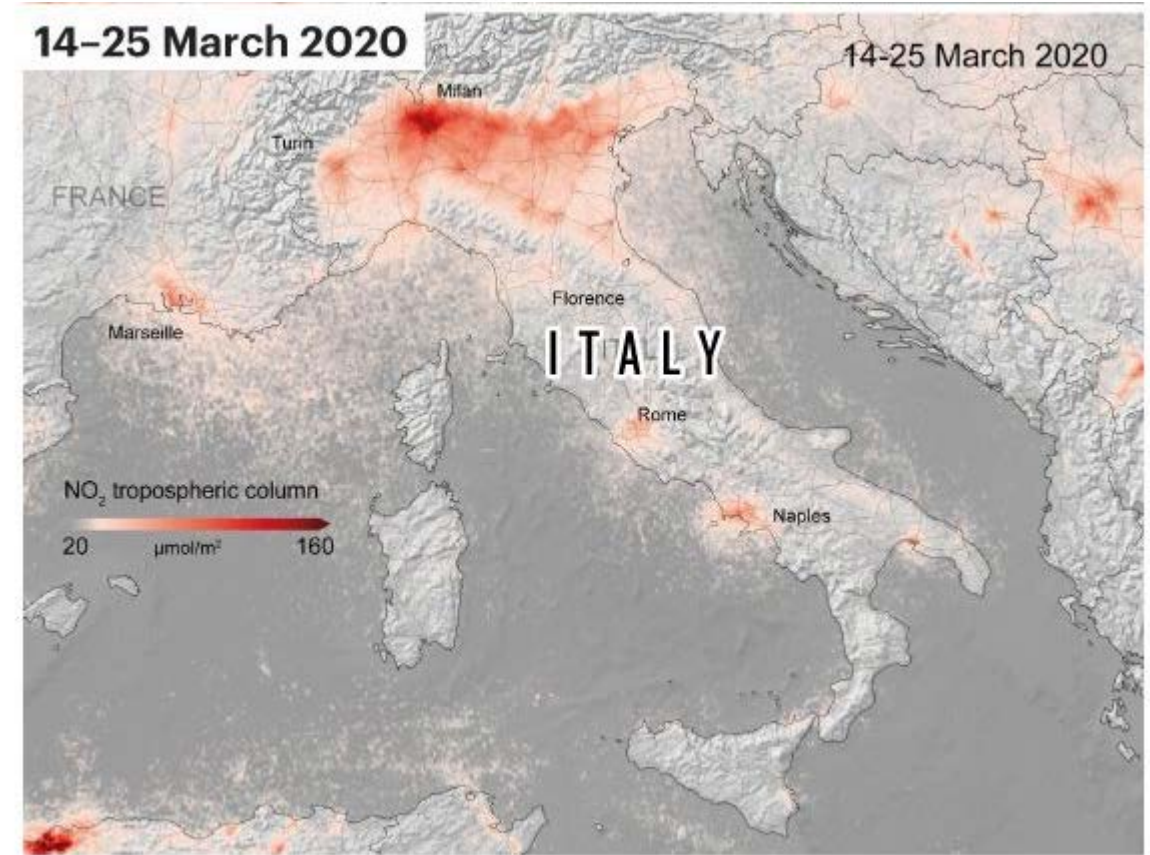 14–25 March 2020
14-25 March 2020
Milan
Turin
FRANCE
Florence
Marseille
ITALY
Rome
NO₂ tropospheric column
20 µmol/m² 160
Naples